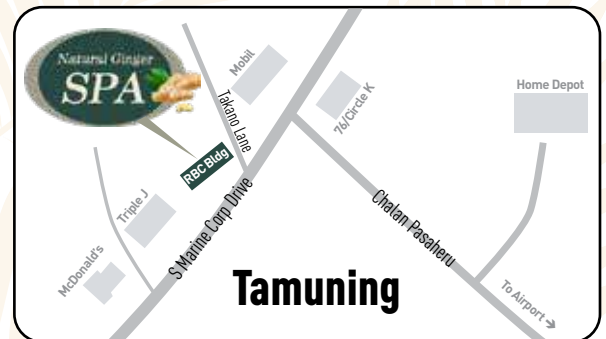 Natural Ginger
SPA
Mobil
Takano Lane
76/Circle K
Home Depot
RBC Bldg
Triple J
McDonald's
S Marine Corp Drive
Chalan Pasaheru
Tamuning
To Airport →